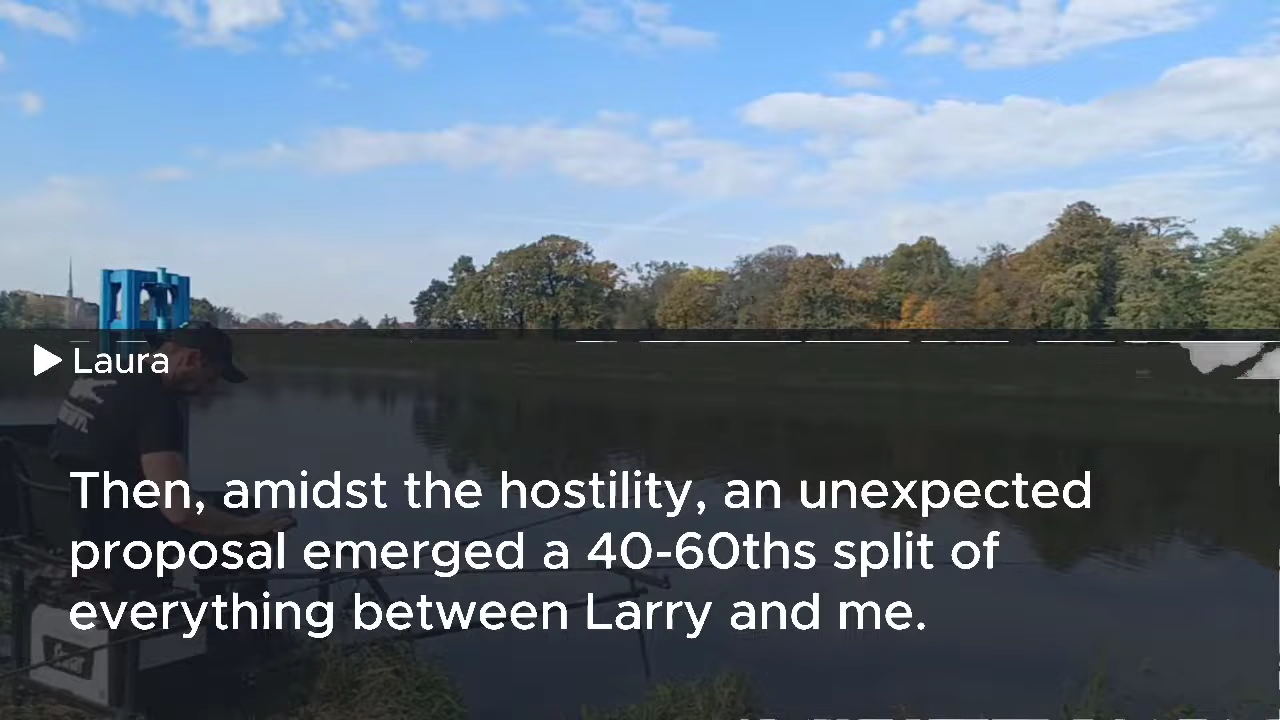 Laura
Then, amidst the hostility, an unexpected
proposal emerged a 40-60ths split of
everything between Larry and me.